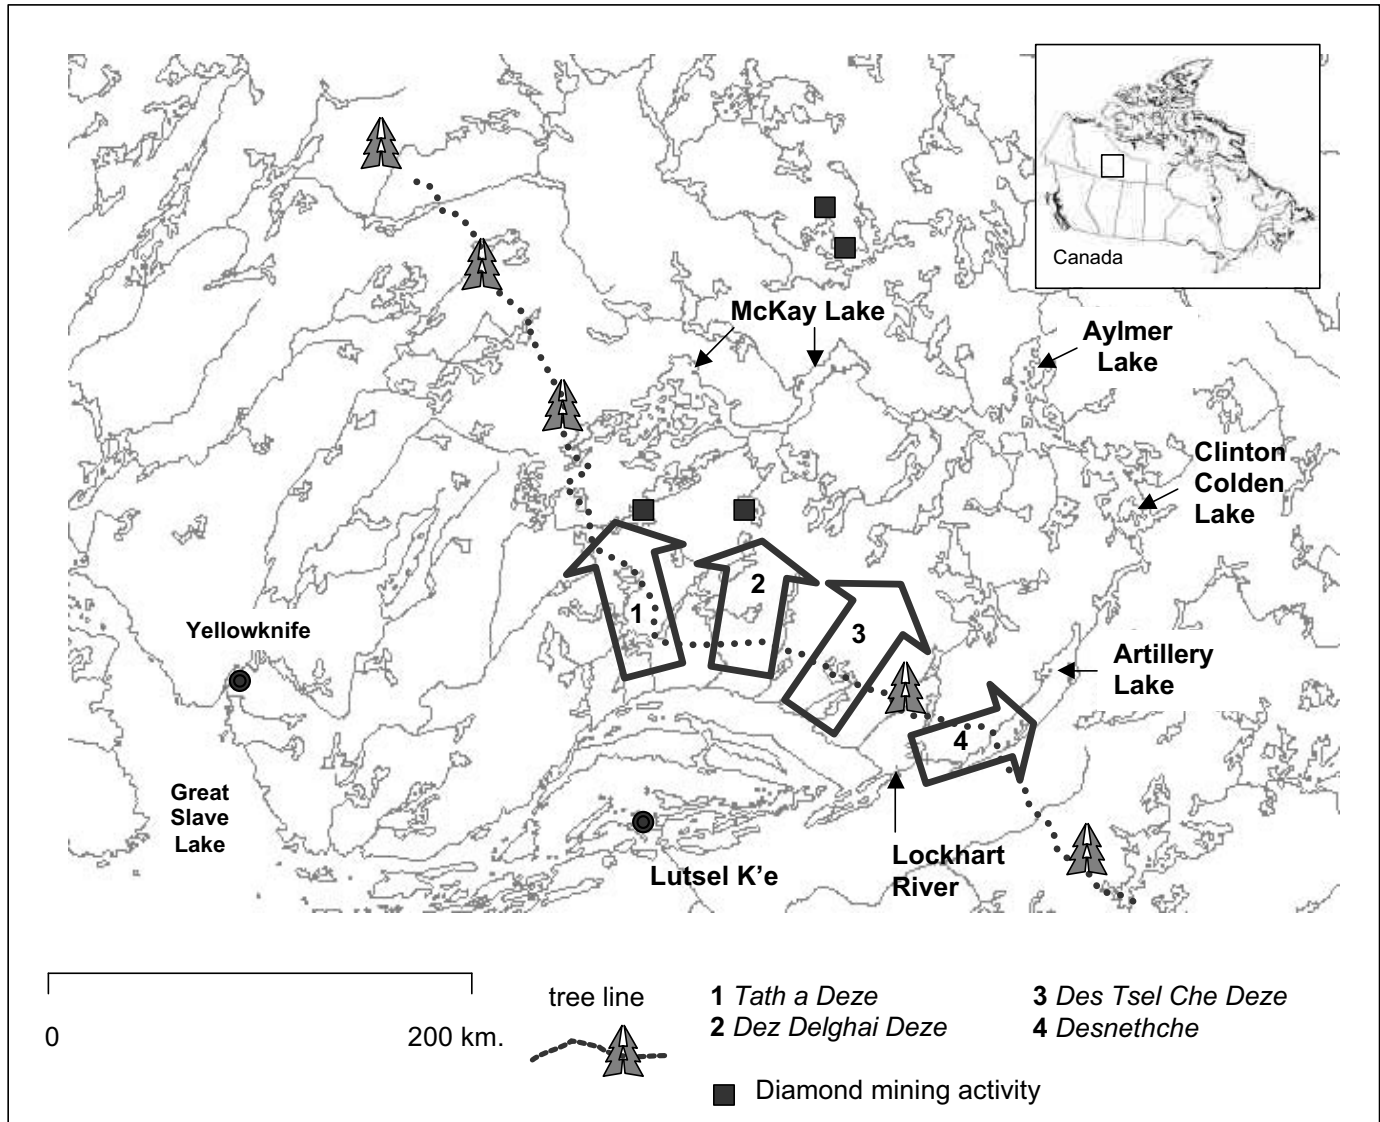 Canada
McKay Lake
Aylmer
Lake
Clinton
Colden
Lake
1
2
3
Yellowknife
Artillery
Lake
4
Great
Slave
Lake
Lockhart
River
Lutsel K'e
0
200 km.
tree line
1 Tath a Deze
2 Dez Delghai Deze
3 Des Tsel Che Deze
4 Desnethche
Diamond mining activity